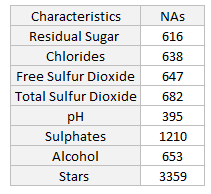 Characteristics NAs
Residual Sugar 616
Chlorides 638
Free Sulfur Dioxide 647
Total Sulfur Dioxide 682
pH 395
Sulphates 1210
Alcohol 653
Stars 3359